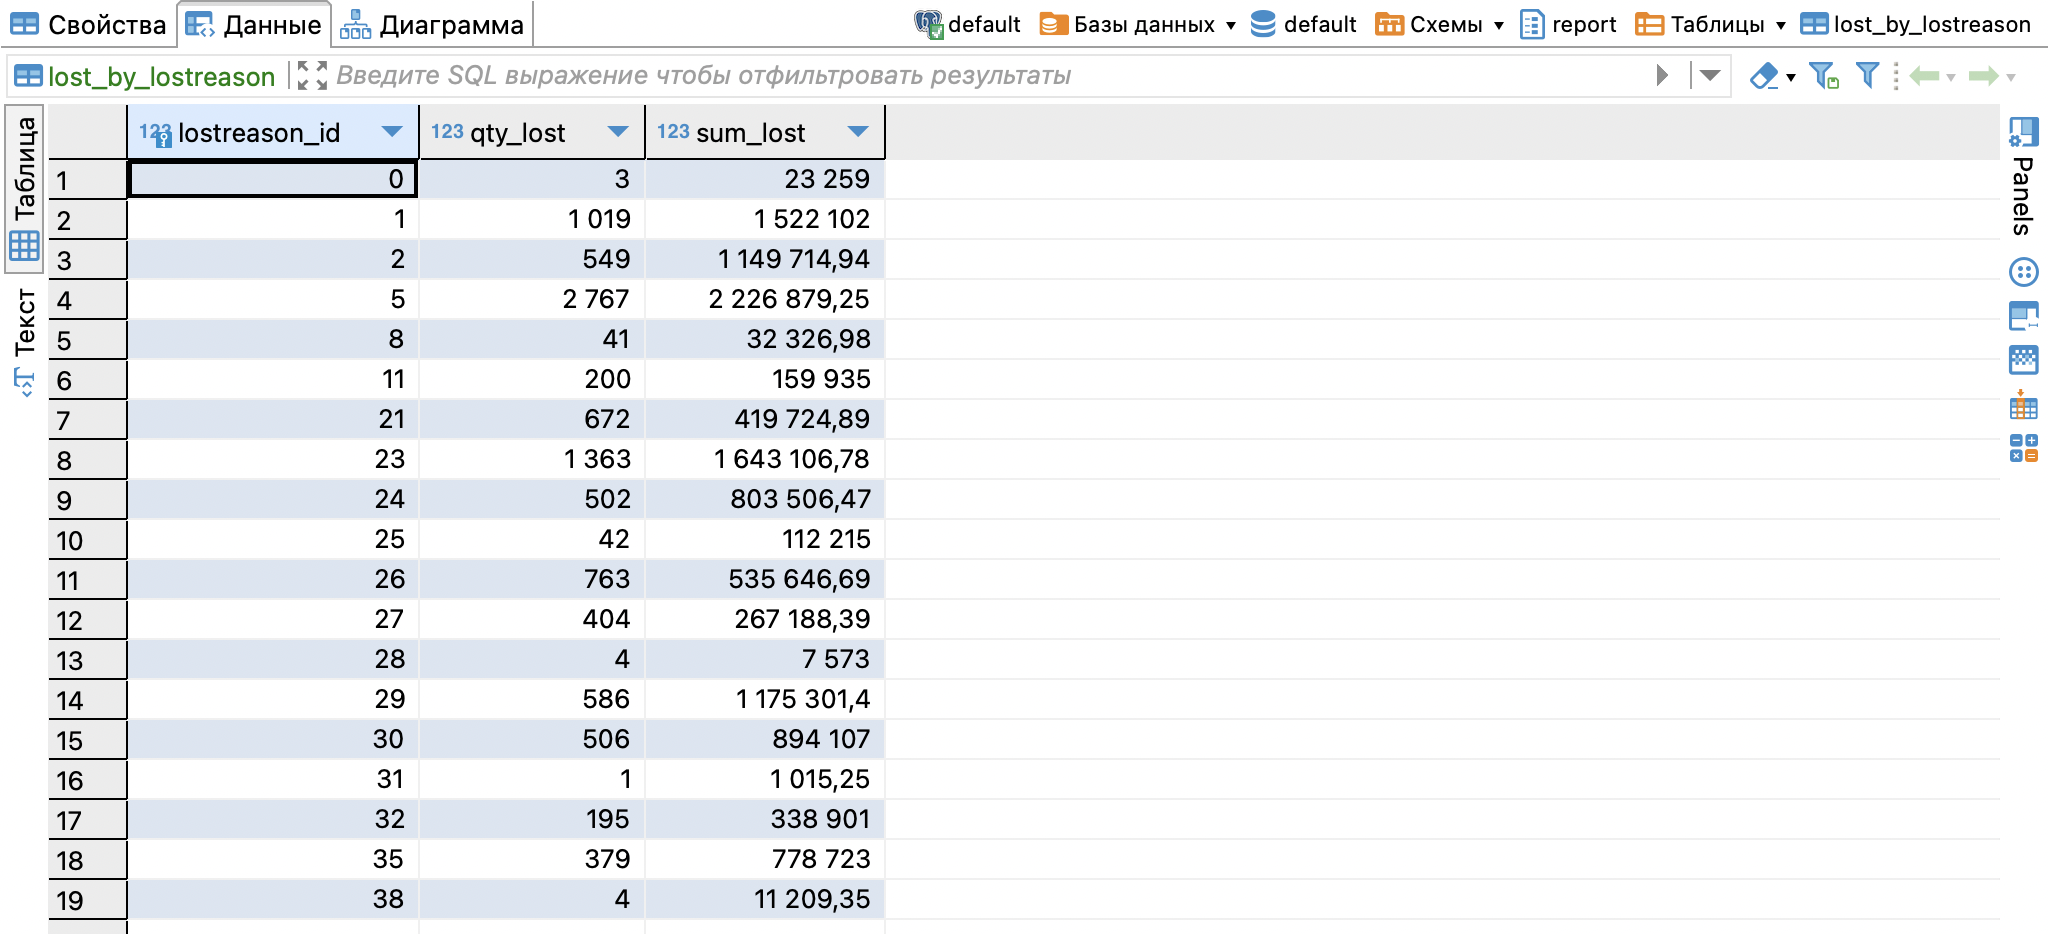 Свойства Данные Диаграмма default Базы данных default Схемы report Таблицы lost_by_lostreason
lost_by_lostreason Введите SQL выражение чтобы отфильтровать результаты
Таблица
Текст
123 lostreason_id 123 qty_lost 123 sum_lost
1 0 3 23 259
2 1 1 019 1 522 102
3 2 549 1 149 714,94
4 5 2 767 2 226 879,25
5 8 41 32 326,98
6 11 200 159 935
7 21 672 419 724,89
8 23 1 363 1 643 106,78
9 24 502 803 506,47
10 25 42 112 215
11 26 763 535 646,69
12 27 404 267 188,39
13 28 4 7 573
14 29 586 1 175 301,4
15 30 506 894 107
16 31 1 1 015,25
17 32 195 338 901
18 35 379 778 723
19 38 4 11 209,35
Panels